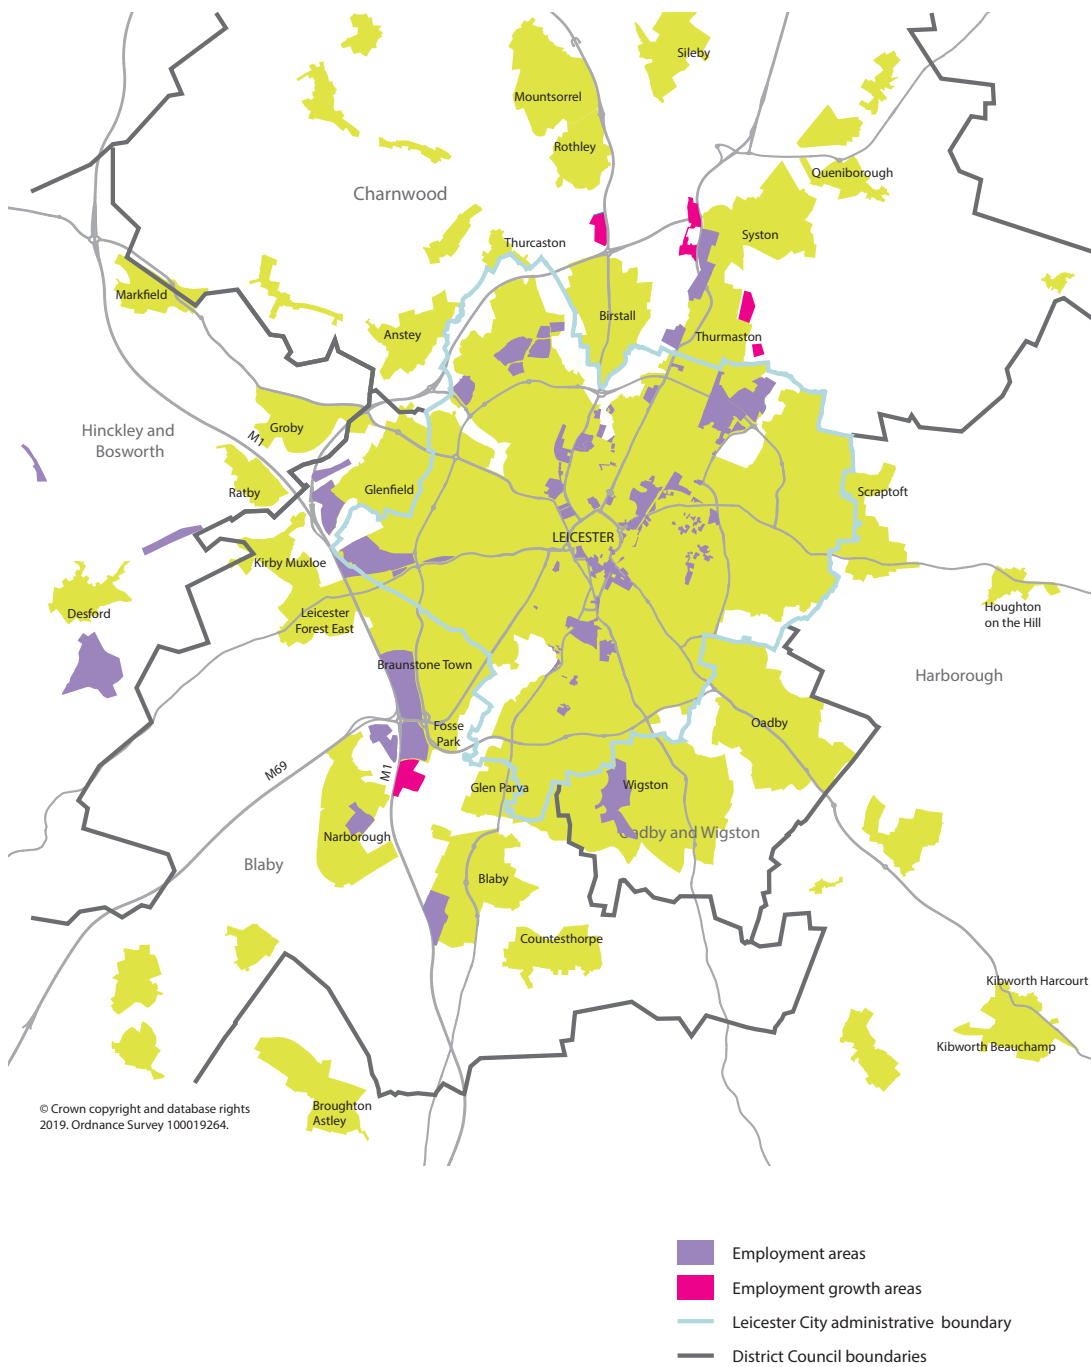 Sileby
Mountsorrel
Rothley
Queniborough
Charnwood
Syston
Thurcaston
Markfield
Birstall
Anstey
Thurmaston
Groby
Hinckley and
Bosworth
M1
Ratby
Glenfield
Scraptoft
LEICESTER
Kirby Muxloe
Desford
Leicester
Forest East
Houghton
on the Hill
Braunstone Town
Harborough
Oadby
Fosse
Park
M69
M1
Glen Parva
Wigston
Narborough
Oadby and Wigston
Blaby
Blaby
Countesthorpe
Kibworth Harcourt
Kibworth Beauchamp
Broughton
Astley
© Crown copyright and database rights
2019. Ordnance Survey 100019264.
Employment areas
Employment growth areas
Leicester City administrative boundary
District Council boundaries